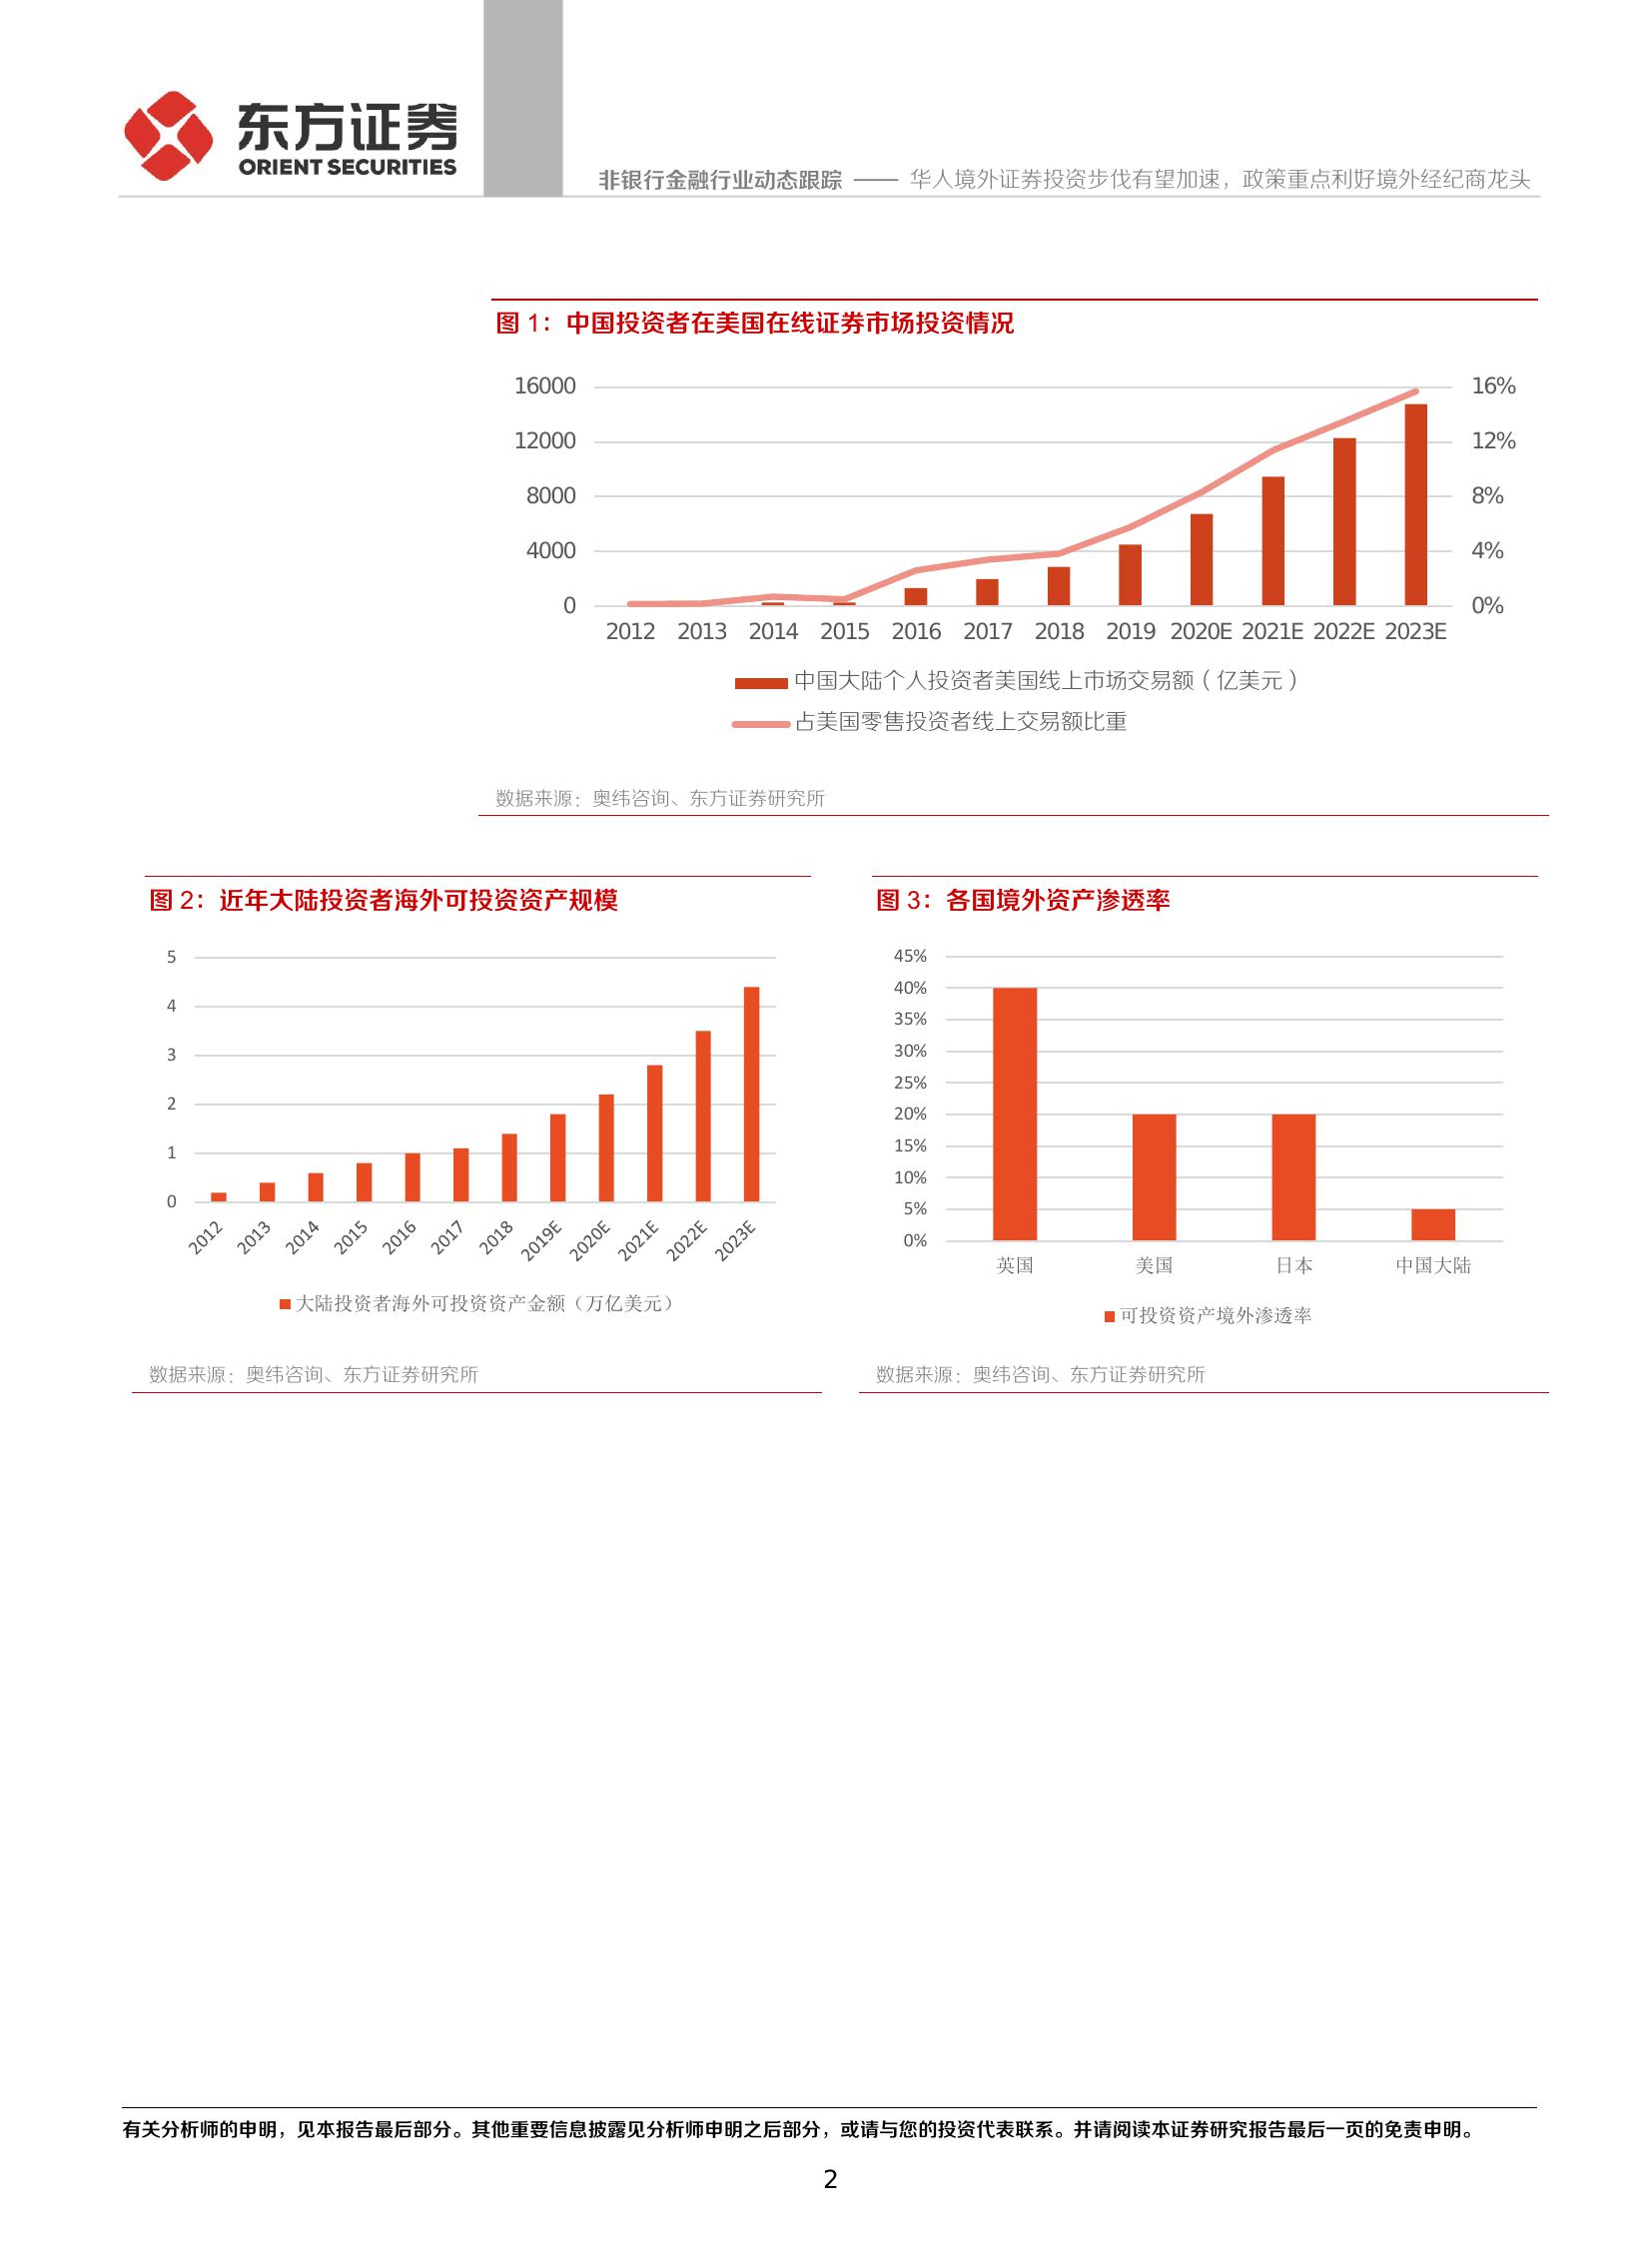 东方证券
ORIENT SECURITIES
非银行金融行业动态跟踪 —— 华人境外证券投资步伐有望加速，政策重点利好境外经纪商龙头
图 1：中国投资者在美国在线证券市场投资情况
16000
12000
8000
4000
0
16%
12%
8%
4%
0%
2012 2013 2014 2015 2016 2017 2018 2019 2020E 2021E 2022E 2023E
中国大陆个人投资者美国线上市场交易额（亿美元）
占美国零售投资者线上交易额比重
数据来源：奥纬咨询、东方证券研究所
图 2：近年大陆投资者海外可投资资产规模
5
4
3
2
1
0
2012 2013 2014 2015 2016 2017 2018 2019E 2020E 2021E 2022E 2023E
大陆投资者海外可投资资产金额（万亿美元）
数据来源：奥纬咨询、东方证券研究所
图 3：各国境外资产渗透率
45%
40%
35%
30%
25%
20%
15%
10%
5%
0%
英国 美国 日本 中国大陆
可投资资产境外渗透率
数据来源：奥纬咨询、东方证券研究所
有关分析师的申明，见本报告最后部分。其他重要信息披露见分析师申明之后部分，或请与您的投资代表联系。并请阅读本证券研究报告最后一页的免责申明。
2